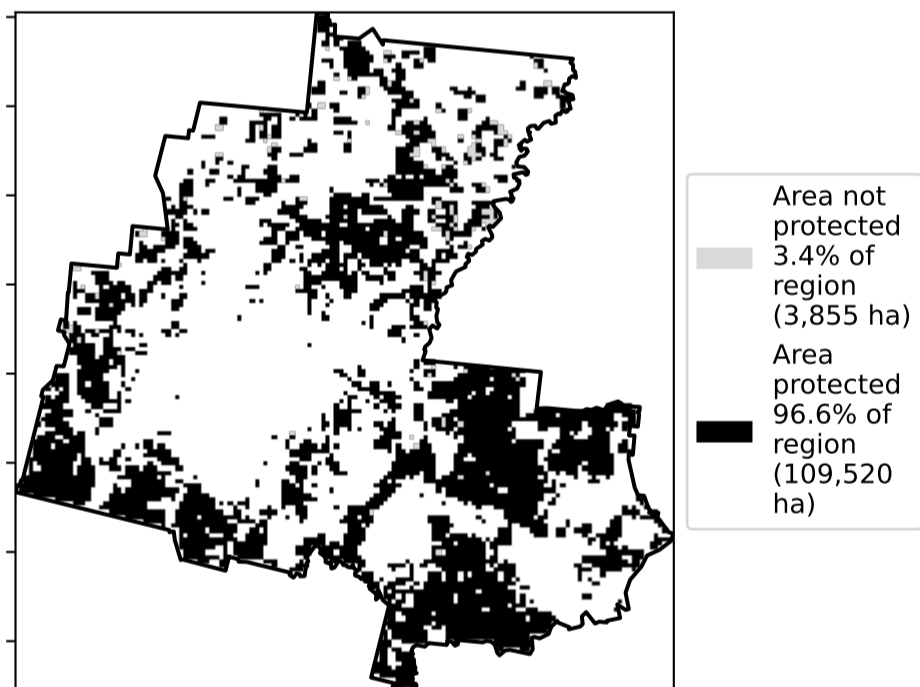 Area not
protected
3.4% of
region
(3,855 ha)
Area
protected
96.6% of
region
(109,520
ha)